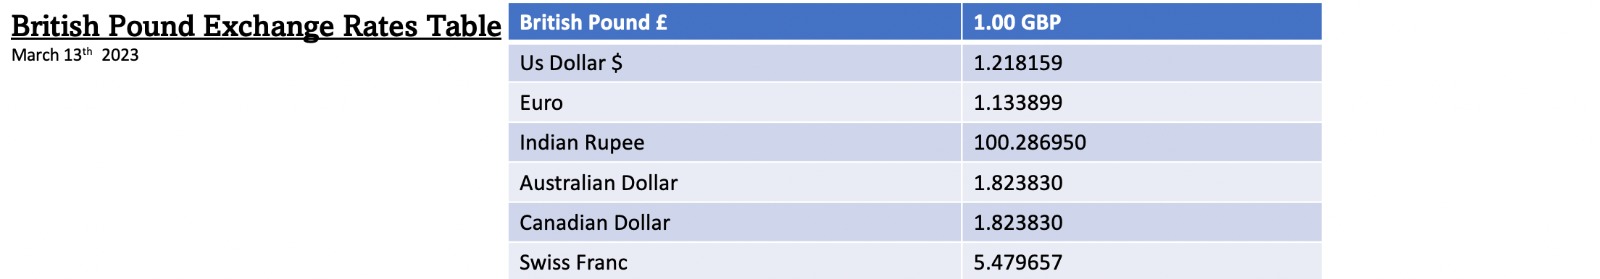 British Pound Exchange Rates Table
March 13th 2023
British Pound £ 1.00 GBP
Us Dollar $ 1.218159
Euro 1.133899
Indian Rupee 100.286950
Australian Dollar 1.823830
Canadian Dollar 1.823830
Swiss Franc 5.479657